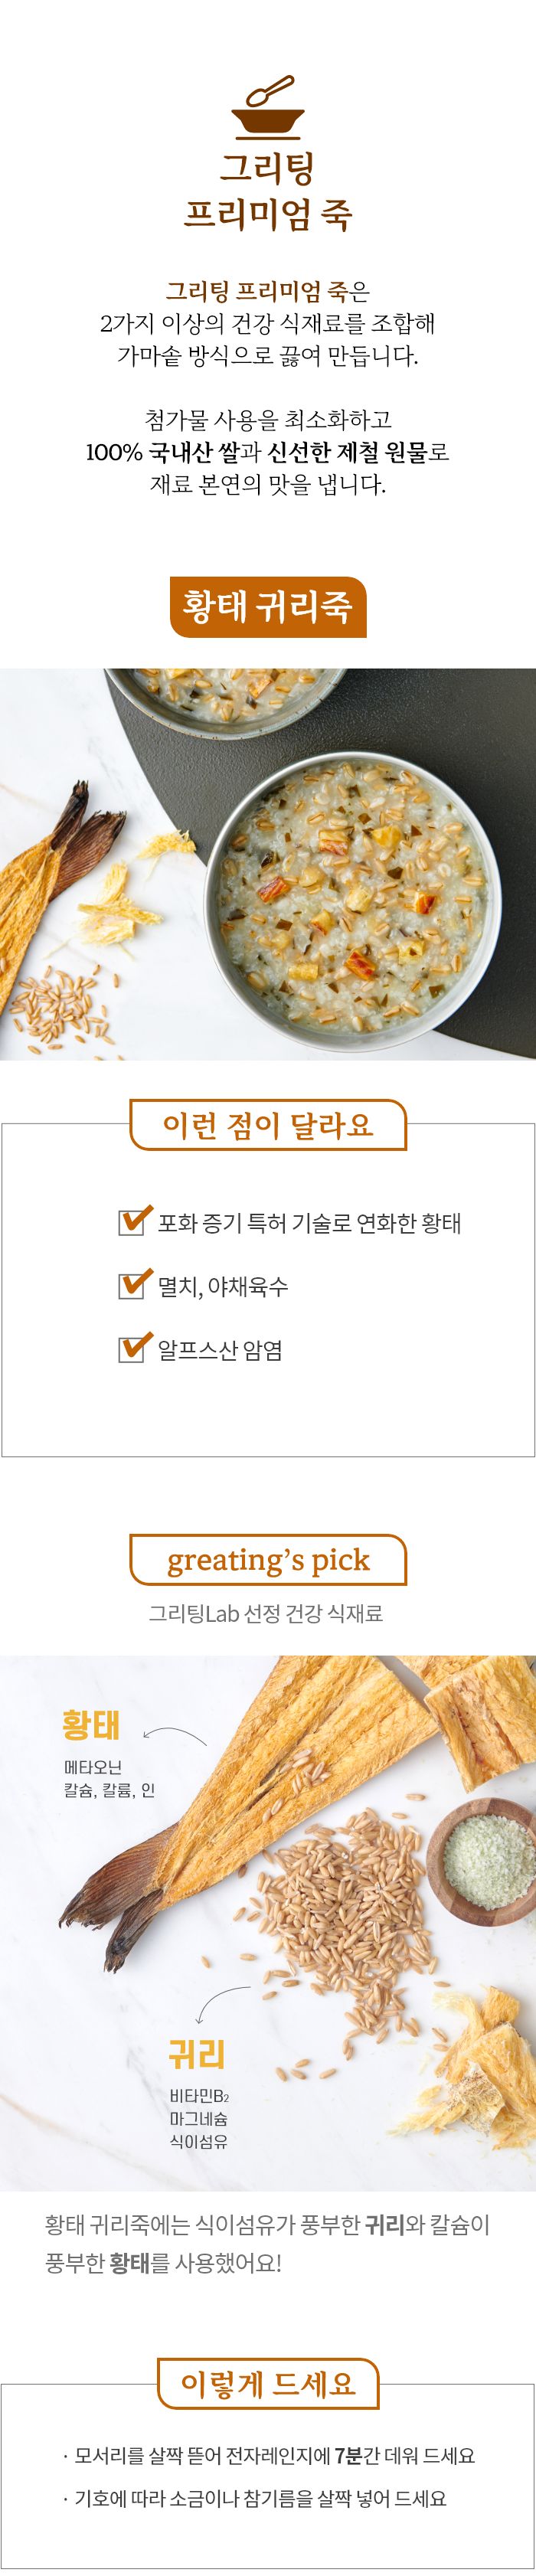 그리팅
프리미엄 죽
그리팅 프리미엄 죽은
2가지 이상의 건강 식재료를 조합해
가마솥 방식으로 끓여 만듭니다.
첨가물 사용을 최소화하고
100% 국내산 쌀과 신선한 제철 원물로
재료 본연의 맛을 냅니다.
황태 귀리죽
이런 점이 달라요
포화 증기 특허 기술로 연화한 황태
멸치, 야채육수
알프스산 암염
greating’s pick
그리팅Lab 선정 건강 식재료
황태
메타오닌
칼슘, 칼륨, 인
귀리
비타민B₂
마그네슘
식이섬유
황태 귀리죽에는 식이섬유가 풍부한 귀리와 칼슘이
풍부한 황태를 사용했어요!
이렇게 드세요
· 모서리를 살짝 뜯어 전자레인지에 7분간 데워 드세요
· 기호에 따라 소금이나 참기름을 살짝 넣어 드세요